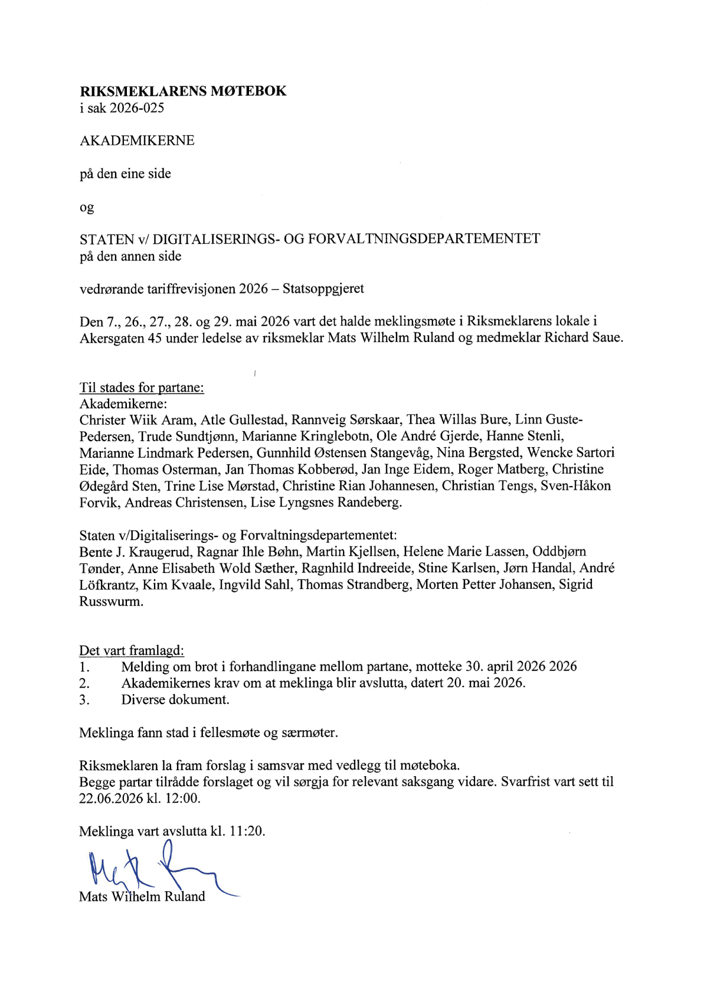 RIKSMEKLARENS MØTEBOK
i sak 2026-025
AKADEMIKERNE
på den eine side
og
STATEN v/ DIGITALISERINGS- OG FORVALTNINGSDEPARTEMENTET
på den annen side
vedrørande tariffrevisjonen 2026 – Statsoppgjeret
Den 7., 26., 27., 28. og 29. mai 2026 vart det halde meklingsmøte i Riksmeklarens lokale i
Akersgaten 45 under ledelse av riksmeklar Mats Wilhelm Ruland og medmeklar Richard Saue.
Til stades for partane:
Akademikerne:
Christer Wiik Aram, Atle Gullestad, Rannveig Sørskaar, Thea Willas Bure, Linn Guste-
Pedersen, Trude Sundtjønn, Marianne Kringlebotn, Ole André Gjerde, Hanne Stenli,
Marianne Lindmark Pedersen, Gunnhild Østensen Stangevåg, Nina Bergsted, Wencke Sartori
Eide, Thomas Osterman, Jan Thomas Kobberød, Jan Inge Eidem, Roger Matberg, Christine
Ødegård Sten, Trine Lise Mørstad, Christine Rian Johannesen, Christian Tengs, Sven-Håkon
Forvik, Andreas Christensen, Lise Lyngsnes Randeberg.
Staten v/Digitaliserings- og Forvaltningsdepartementet:
Bente J. Kraugerud, Ragnar Ihle Bøhn, Martin Kjellsen, Helene Marie Lassen, Oddbjørn
Tønder, Anne Elisabeth Wold Sæther, Ragnhild Indreeide, Stine Karlsen, Jørn Handal, André
Löfkrantz, Kim Kvaale, Ingvild Sahl, Thomas Strandberg, Morten Petter Johansen, Sigrid
Russwurm.
Det vart framlagd:
1. Melding om brot i forhandlingane mellom partane, motteke 30. april 2026 2026
2. Akademikernes krav om at meklinga blir avslutta, datert 20. mai 2026.
3. Diverse dokument.
Meklinga fann stad i fellesmøte og særmøter.
Riksmeklaren la fram forslag i samsvar med vedlegg til møteboka.
Begge partar tilrådde forslaget og vil sørgja for relevant saksgang vidare. Svarfrist vart sett til
22.06.2026 kl. 12:00.
Meklinga vart avslutta kl. 11:20.
Mats Wilhelm Ruland